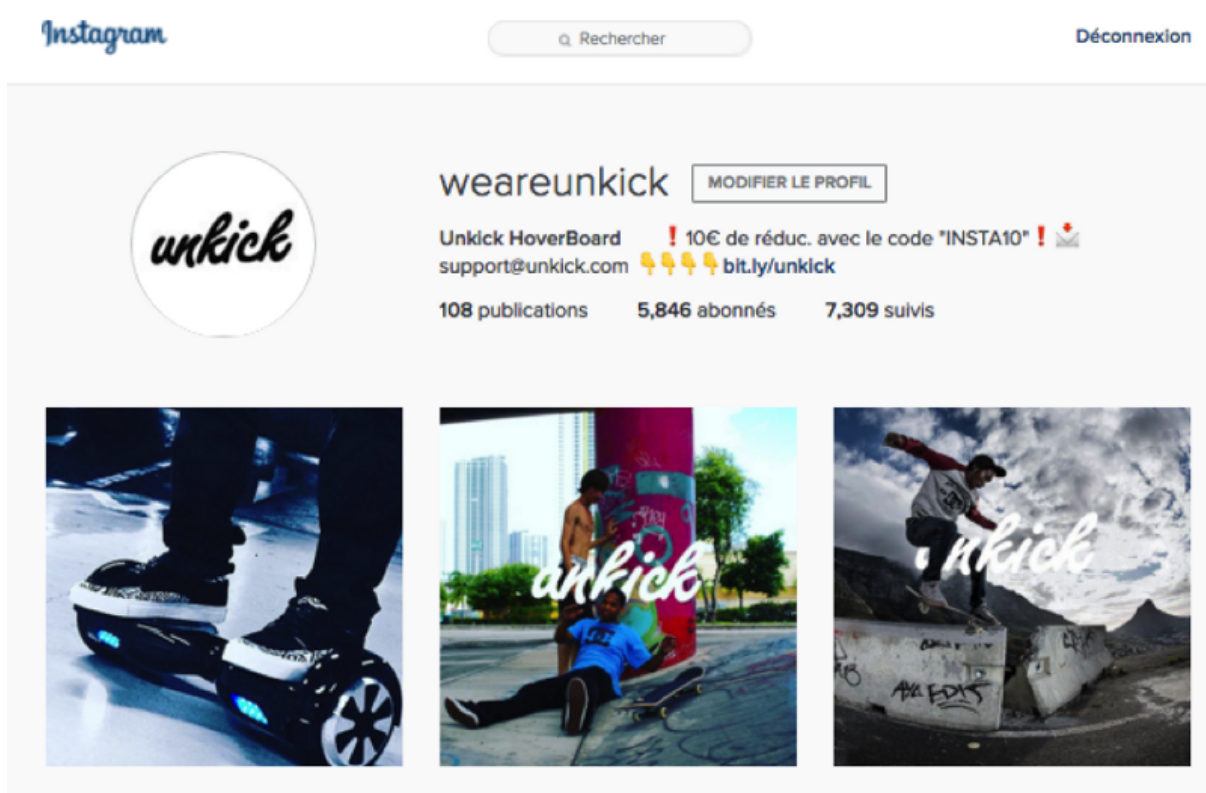 Instagram
Rechercher
Déconnexion
unkick
weareunkick
MODIFIER LE PROFIL
Unkick HoverBoard ❗ 10€ de réduc. avec le code "INSTA10" ❗ 📩
support@unkick.com 👇👇👇👇 bit.ly/unkick
108 publications 5,846 abonnés 7,309 suivis
unkick
unkick